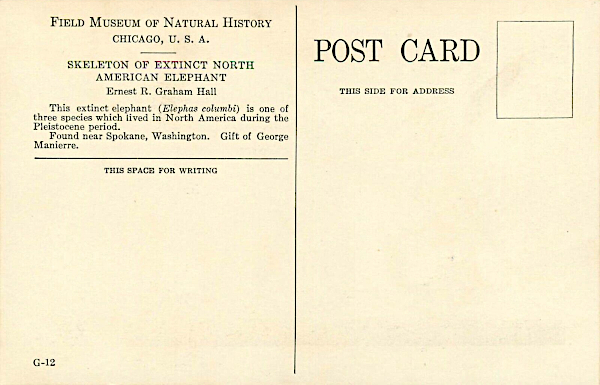 FIELD MUSEUM OF NATURAL HISTORY
CHICAGO, U. S. A.
SKELETON OF EXTINCT NORTH
AMERICAN ELEPHANT
Ernest R. Graham Hall
This extinct elephant (Elephas columbi) is one of
three species which lived in North America during the
Pleistocene period.
Found near Spokane, Washington. Gift of George
Manierre.
THIS SPACE FOR WRITING
G-12
POST CARD
THIS SIDE FOR ADDRESS